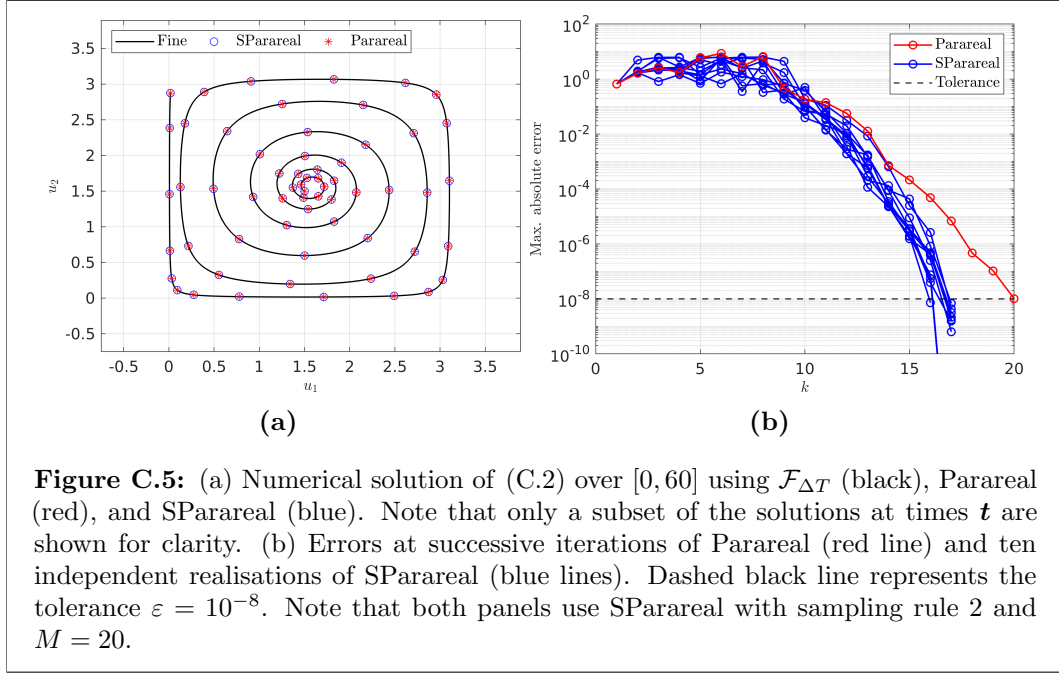 Fine SParareal Parareal
3.5
3
2.5
2
1.5
1
0.5
0
-0.5
u₂
-0.5 0 0.5 1 1.5 2 2.5 3 3.5
u₁
(a)
Parareal
SParareal
Tolerance
10²
10⁰
10⁻²
10⁻⁴
10⁻⁶
10⁻⁸
10⁻¹⁰
Max. absolute error
0 5 10 15 20
k
(b)
Figure C.5: (a) Numerical solution of (C.2) over [0, 60] using 𝓕_ΔT (black), Parareal
(red), and SParareal (blue). Note that only a subset of the solutions at times t are
shown for clarity. (b) Errors at successive iterations of Parareal (red line) and ten
independent realisations of SParareal (blue lines). Dashed black line represents the
tolerance ε = 10⁻⁸. Note that both panels use SParareal with sampling rule 2 and
M = 20.